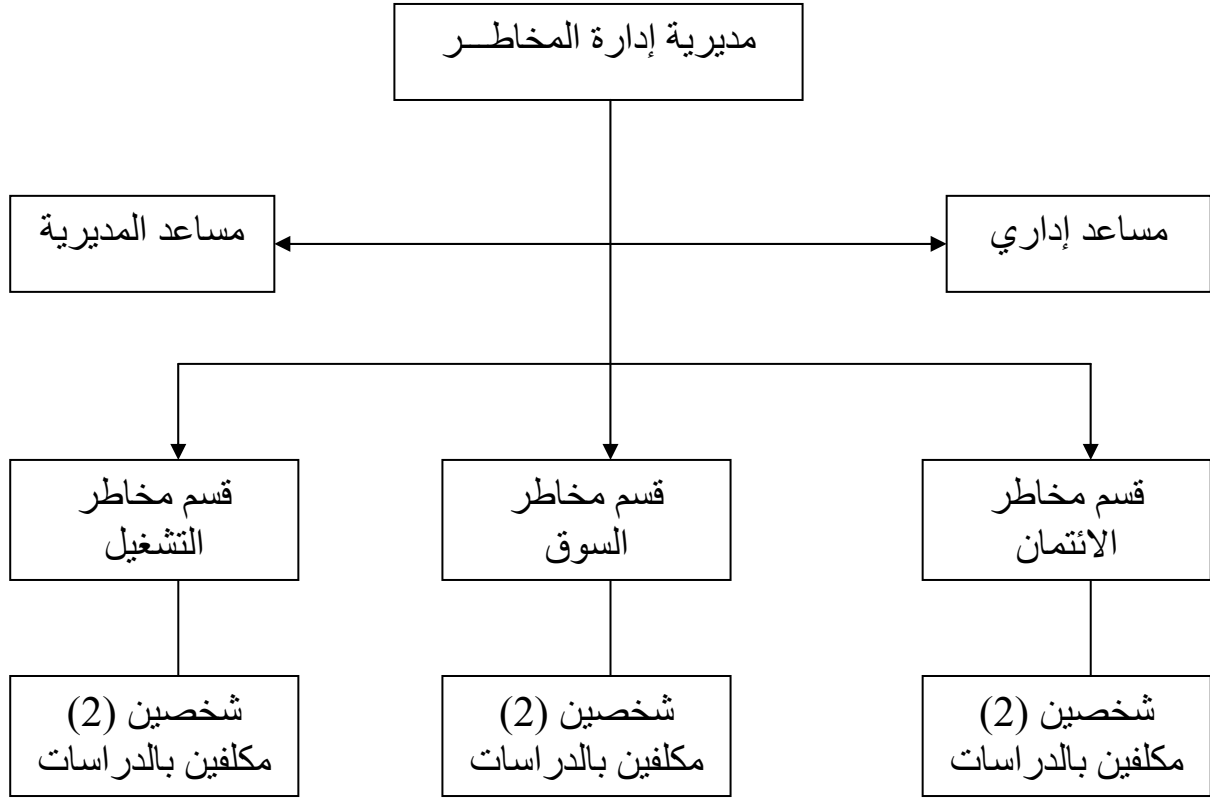 مديرية إدارة المخاطـــر
مساعد إداري
مساعد المديرية
قسم مخاطر
الائتمان
قسم مخاطر
السوق
قسم مخاطر
التشغيل
شخصين (2)
مكلفين بالدراسات
شخصين (2)
مكلفين بالدراسات
شخصين (2)
مكلفين بالدراسات